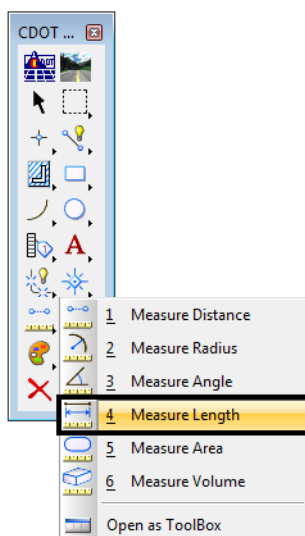 CDOT ...
CDOT
A
1 Measure Distance
2 Measure Radius
3 Measure Angle
4 Measure Length
5 Measure Area
6 Measure Volume
Open as ToolBox